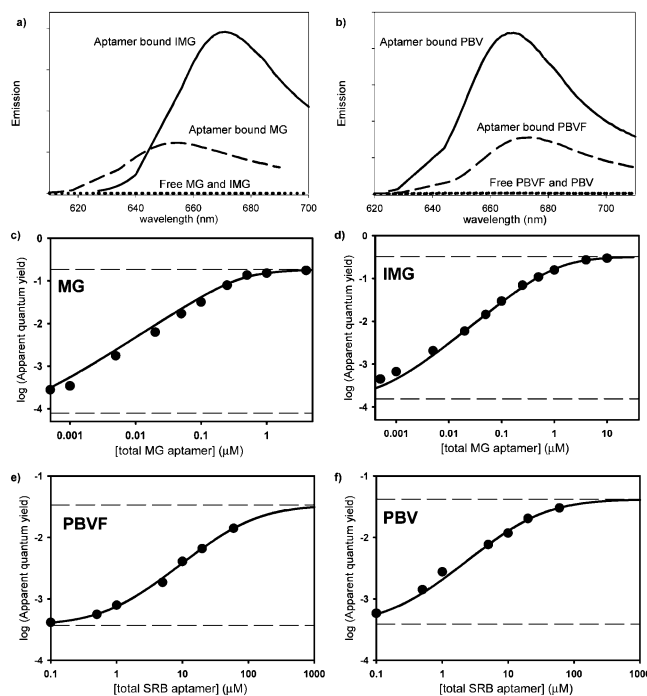 a)
Aptamer bound IMG
Aptamer bound MG
Free MG and IMG
Emission
620 640 660 680 700
wavelength (nm)
b)
Aptamer bound PBV
Aptamer bound PBVF
Free PBVF and PBV
Emission
620 640 660 680 700
wavelength (nm)
c)
MG
log (Apparent quantum yield)
0
-1
-2
-3
-4
0.001 0.01 0.1 1
[total MG aptamer] (μM)
d)
IMG
log (Apparent quantum yield)
0
-1
-2
-3
-4
0.001 0.01 0.1 1 10
[total MG aptamer] (μM)
e)
PBVF
log (Apparent quantum yield)
-1
-2
-3
-4
0.1 1 10 100 1000
[total SRB aptamer] (μM)
f)
PBV
log (Apparent quantum yield)
-1
-2
-3
-4
0.1 1 10 100 1000
[total SRB aptamer] (μM)